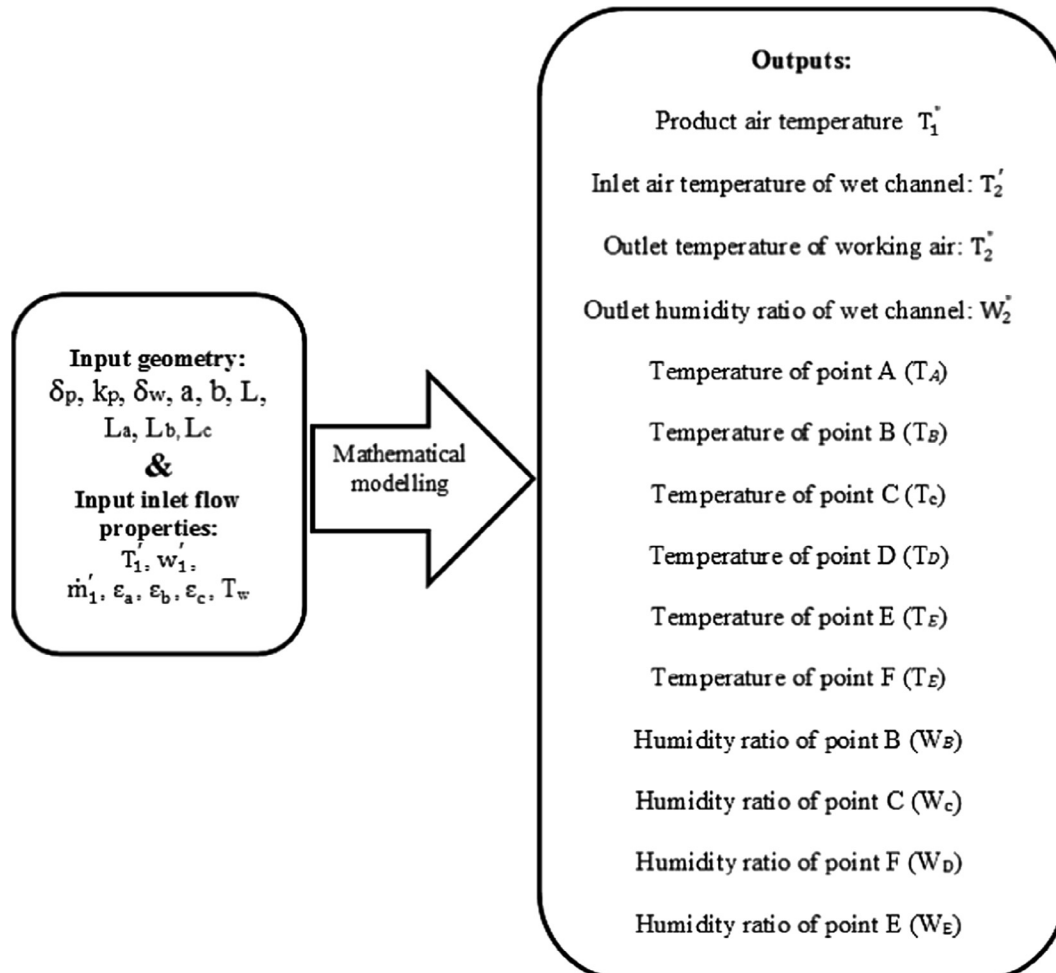 Input geometry:
δp, kp, δw, a, b, L,
La, Lb, Lc
&
Input inlet flow
properties:
T₁′, w₁′,
ṁ₁′, εa, εb, εc, Tw
Mathematical
modelling
Outputs:
Product air temperature T₁″
Inlet air temperature of wet channel: T₂′
Outlet temperature of working air: T₂″
Outlet humidity ratio of wet channel: W₂″
Temperature of point A (TA)
Temperature of point B (TB)
Temperature of point C (Tc)
Temperature of point D (TD)
Temperature of point E (TE)
Temperature of point F (TE)
Humidity ratio of point B (WB)
Humidity ratio of point C (Wc)
Humidity ratio of point F (WD)
Humidity ratio of point E (WE)